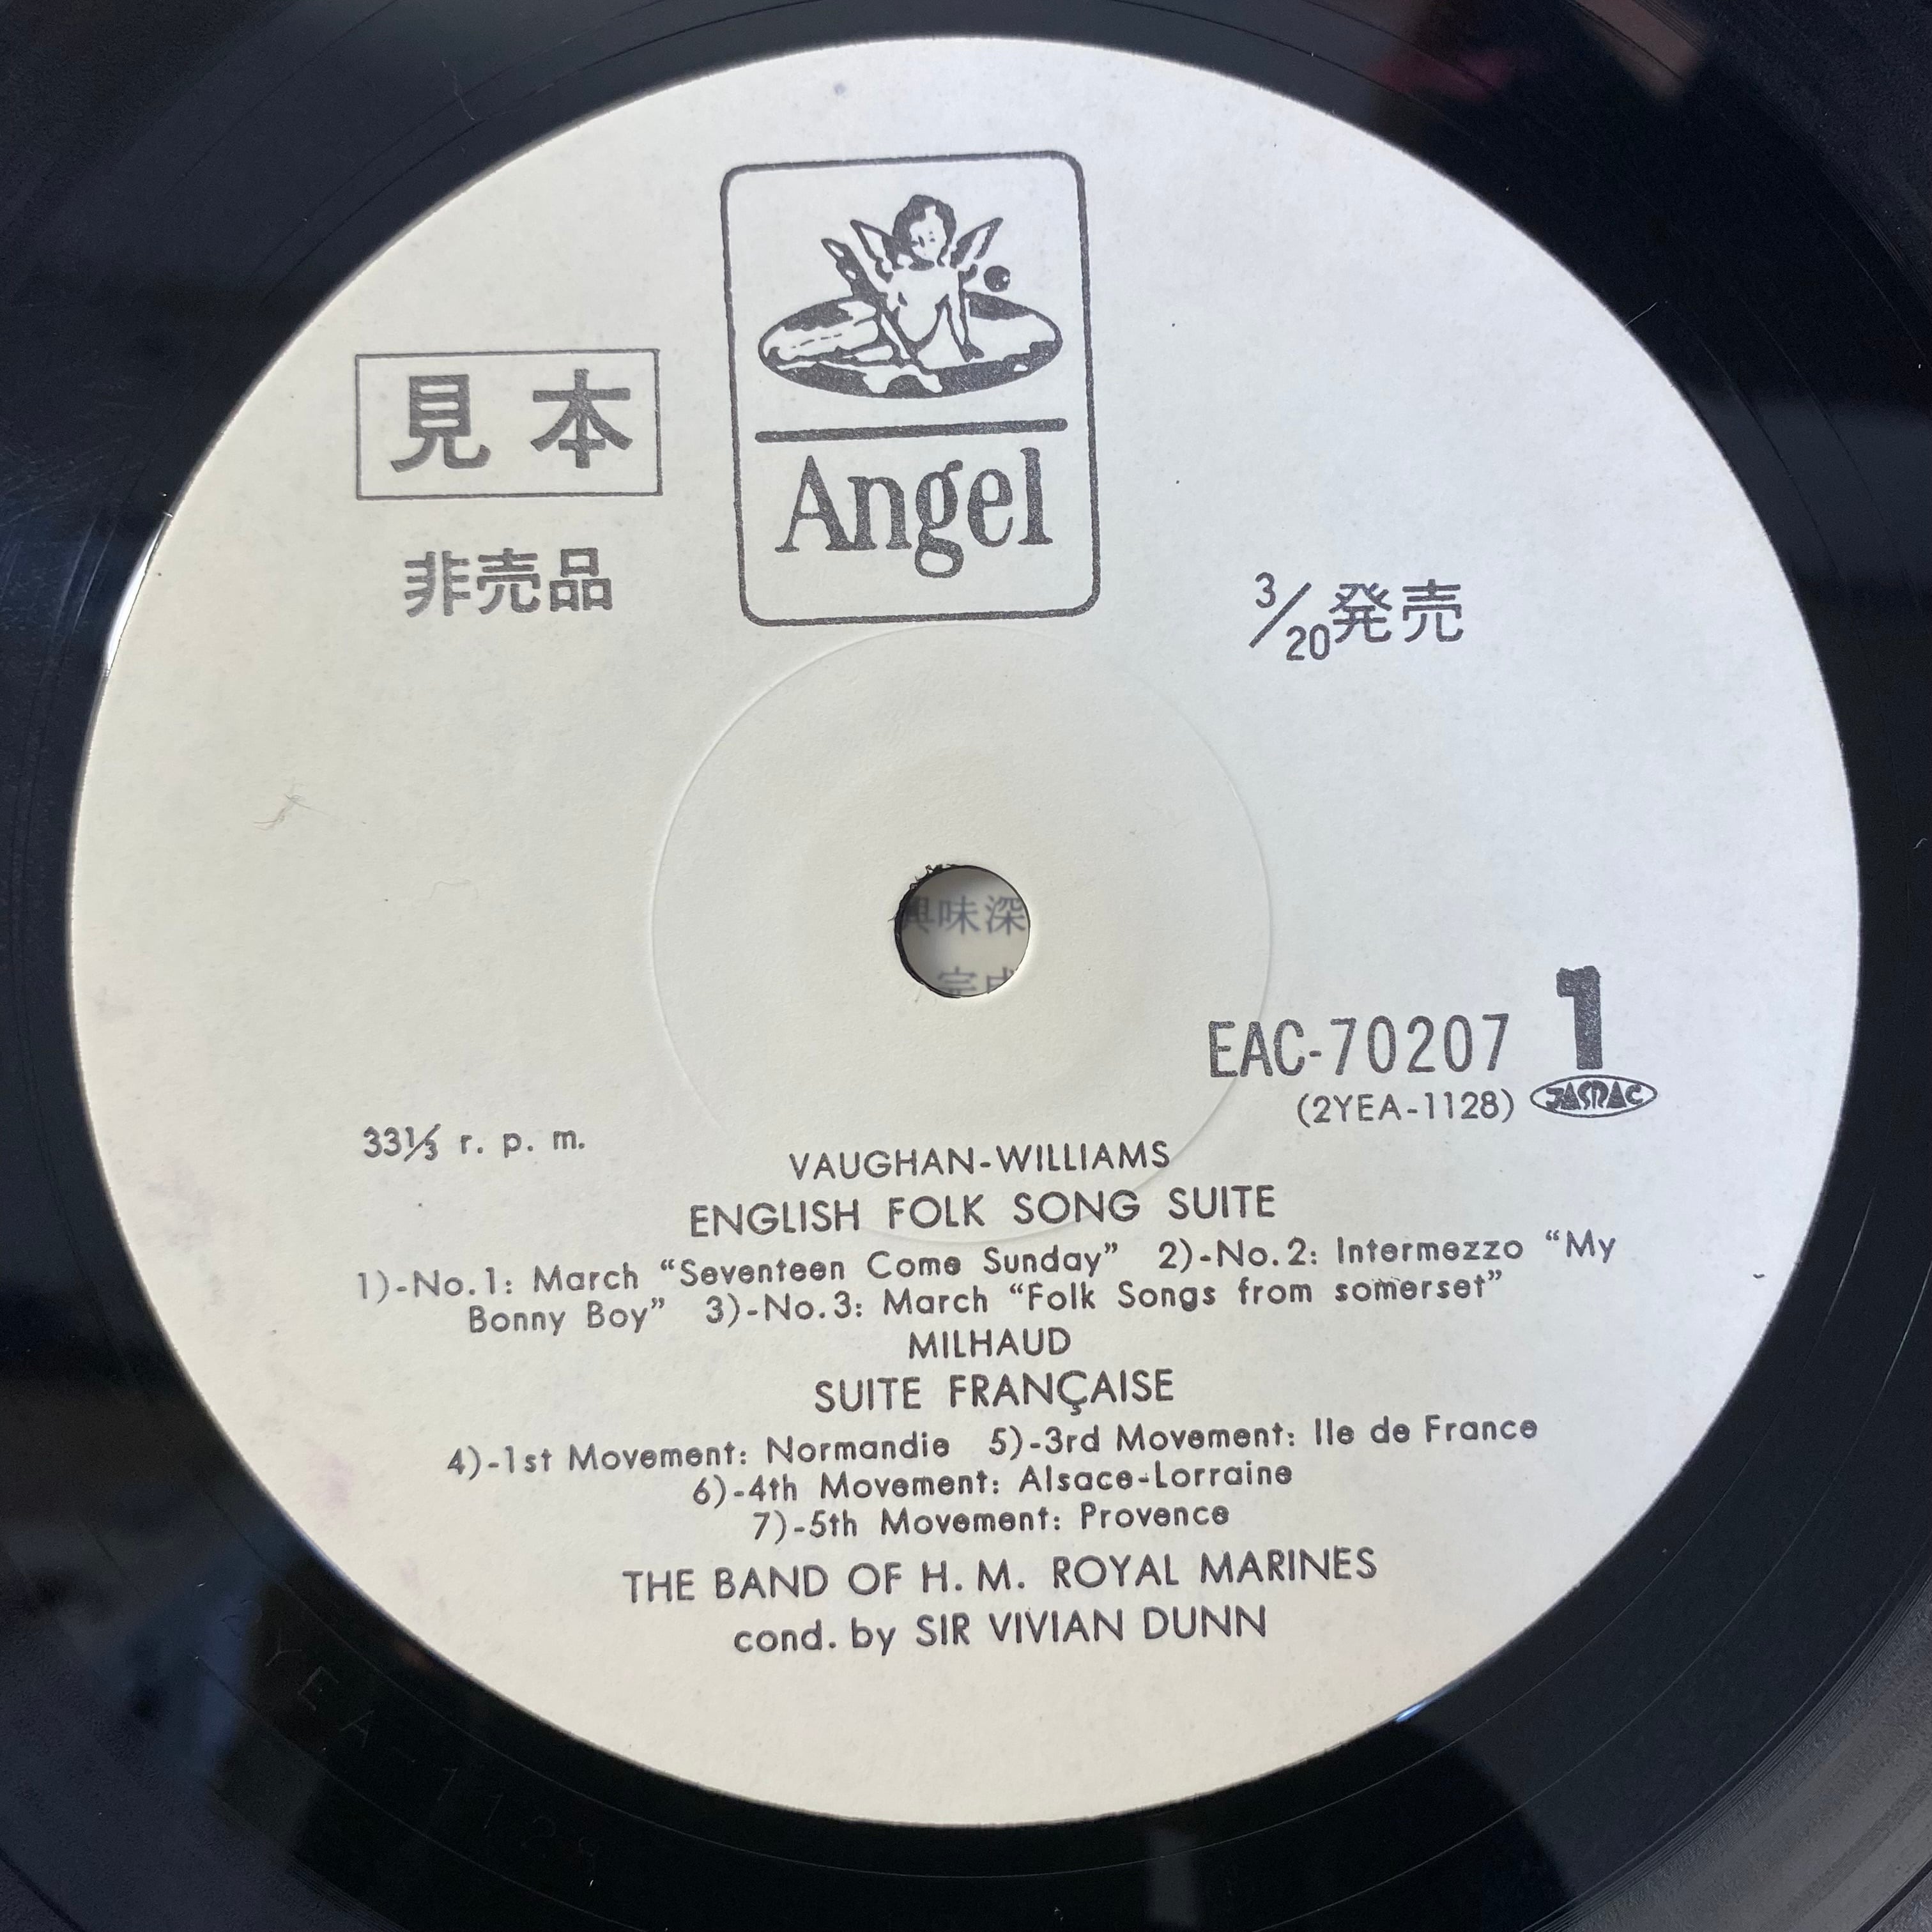 見本
非売品
Angel
3/20発売
味深
EAC-70207 1
(2YEA-1128) JASRAC
33⅓ r. p. m.
VAUGHAN-WILLIAMS
ENGLISH FOLK SONG SUITE
1)-No.1: March “Seventeen Come Sunday” 2)-No.2: Intermezzo “My
Bonny Boy” 3)-No.3: March “Folk Songs from somerset”
MILHAUD
SUITE FRANÇAISE
4)-1st Movement: Normandie 5)-3rd Movement: Ile de France
6)-4th Movement: Alsace-Lorraine
7)-5th Movement: Provence
THE BAND OF H. M. ROYAL MARINES
cond. by SIR VIVIAN DUNN